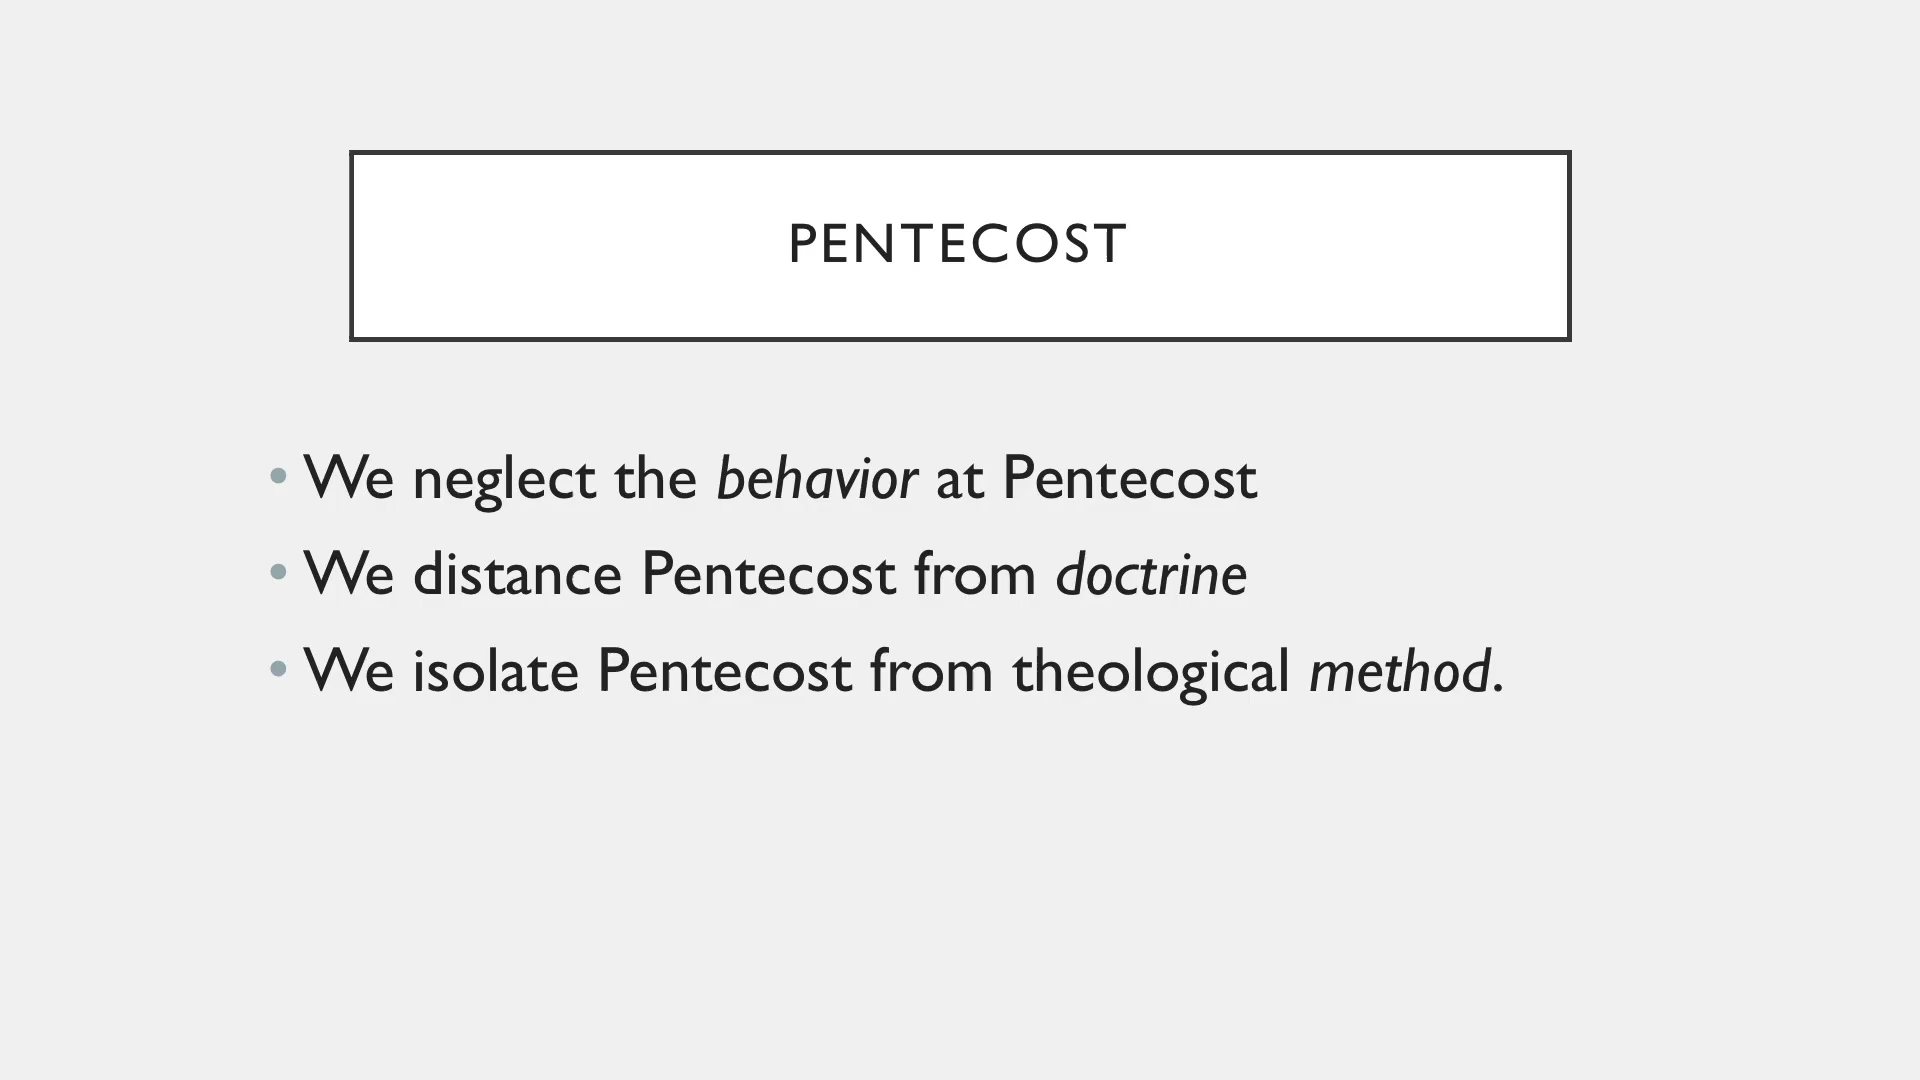 PENTECOST
• We neglect the behavior at Pentecost
• We distance Pentecost from doctrine
• We isolate Pentecost from theological method.